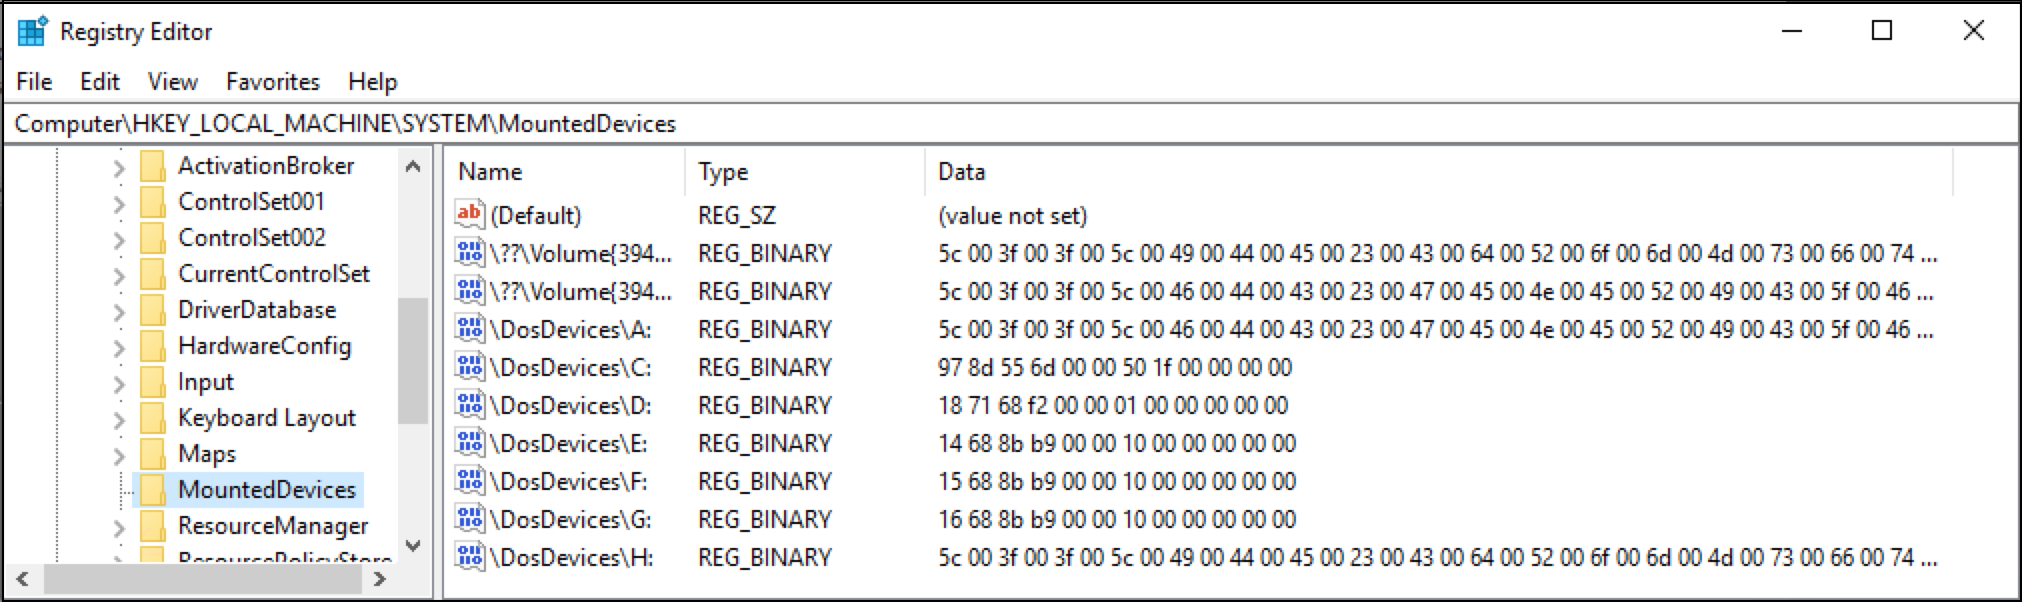 Registry Editor
File Edit View Favorites Help
Computer\HKEY_LOCAL_MACHINE\SYSTEM\MountedDevices
ActivationBroker
ControlSet001
ControlSet002
CurrentControlSet
DriverDatabase
HardwareConfig
Input
Keyboard Layout
Maps
MountedDevices
ResourceManager
ResourcePolicyStore
Name Type Data
(Default) REG_SZ (value not set)
\??\Volume{394... REG_BINARY 5c 00 3f 00 3f 00 5c 00 49 00 44 00 45 00 23 00 43 00 64 00 52 00 6f 00 6d 00 4d 00 73 00 66 00 74 ...
\??\Volume{394... REG_BINARY 5c 00 3f 00 3f 00 5c 00 46 00 44 00 43 00 23 00 47 00 45 00 4e 00 45 00 52 00 49 00 43 00 5f 00 46 ...
\DosDevices\A: REG_BINARY 5c 00 3f 00 3f 00 5c 00 46 00 44 00 43 00 23 00 47 00 45 00 4e 00 45 00 52 00 49 00 43 00 5f 00 46 ...
\DosDevices\C: REG_BINARY 97 8d 55 6d 00 00 50 1f 00 00 00 00
\DosDevices\D: REG_BINARY 18 71 68 f2 00 00 01 00 00 00 00 00
\DosDevices\E: REG_BINARY 14 68 8b b9 00 00 10 00 00 00 00 00
\DosDevices\F: REG_BINARY 15 68 8b b9 00 00 10 00 00 00 00 00
\DosDevices\G: REG_BINARY 16 68 8b b9 00 00 10 00 00 00 00 00
\DosDevices\H: REG_BINARY 5c 00 3f 00 3f 00 5c 00 49 00 44 00 45 00 23 00 43 00 64 00 52 00 6f 00 6d 00 4d 00 73 00 66 00 74 ...